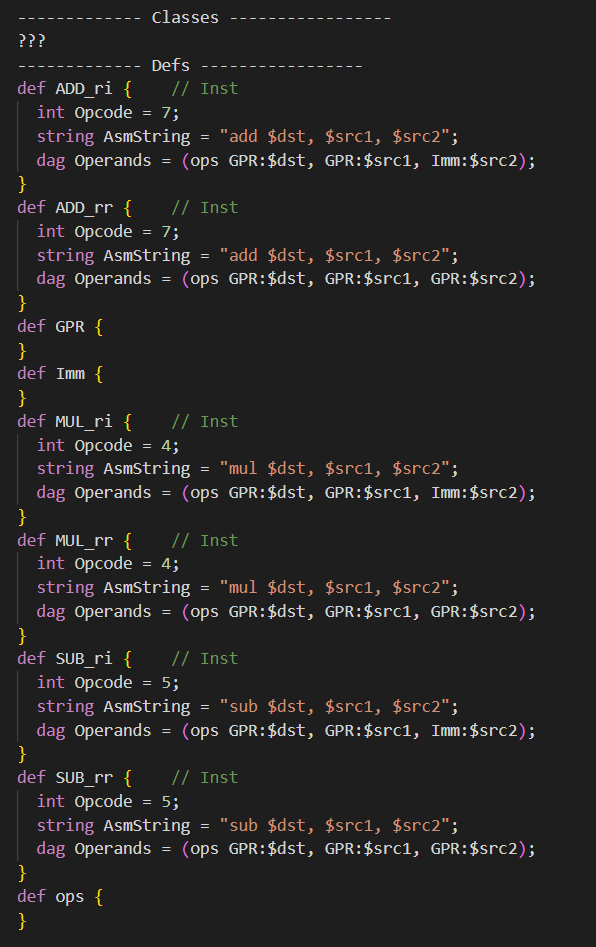 ------------- Classes -----------------
???
------------- Defs -----------------
def ADD_ri {    // Inst
  int Opcode = 7;
  string AsmString = "add $dst, $src1, $src2";
  dag Operands = (ops GPR:$dst, GPR:$src1, Imm:$src2);
}
def ADD_rr {    // Inst
  int Opcode = 7;
  string AsmString = "add $dst, $src1, $src2";
  dag Operands = (ops GPR:$dst, GPR:$src1, GPR:$src2);
}
def GPR {
}
def Imm {
}
def MUL_ri {    // Inst
  int Opcode = 4;
  string AsmString = "mul $dst, $src1, $src2";
  dag Operands = (ops GPR:$dst, GPR:$src1, Imm:$src2);
}
def MUL_rr {    // Inst
  int Opcode = 4;
  string AsmString = "mul $dst, $src1, $src2";
  dag Operands = (ops GPR:$dst, GPR:$src1, GPR:$src2);
}
def SUB_ri {    // Inst
  int Opcode = 5;
  string AsmString = "sub $dst, $src1, $src2";
  dag Operands = (ops GPR:$dst, GPR:$src1, Imm:$src2);
}
def SUB_rr {    // Inst
  int Opcode = 5;
  string AsmString = "sub $dst, $src1, $src2";
  dag Operands = (ops GPR:$dst, GPR:$src1, GPR:$src2);
}
def ops {
}